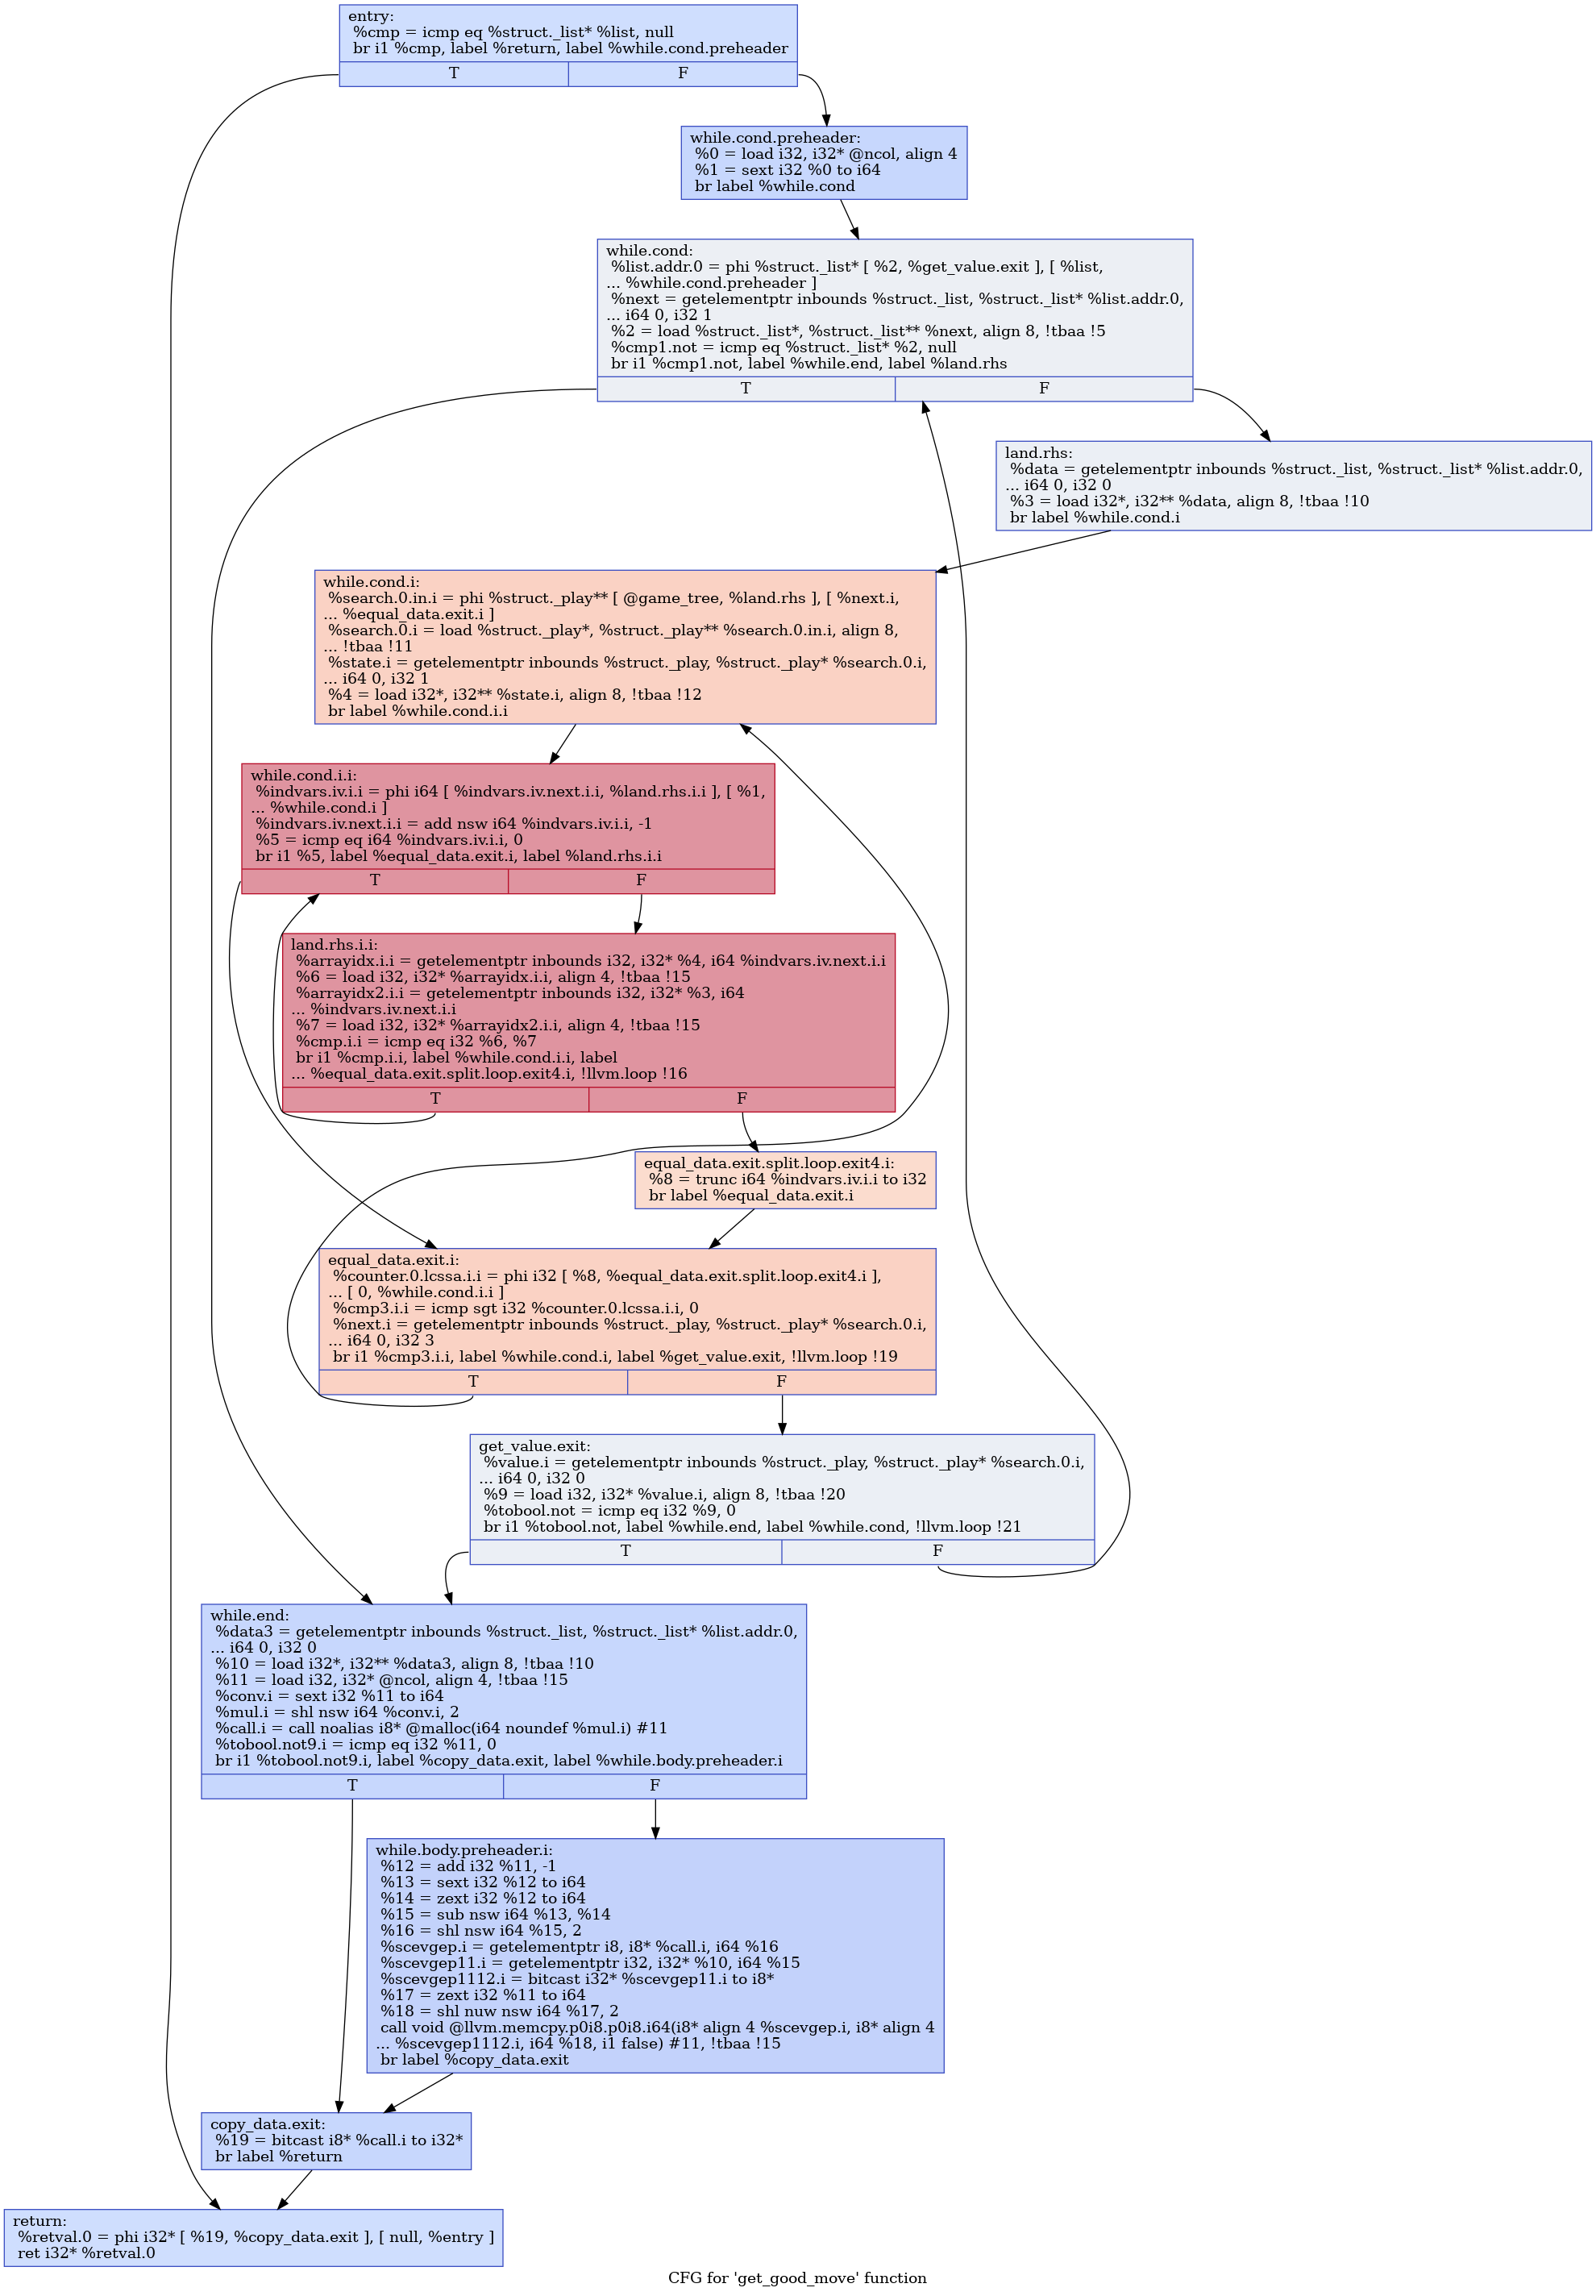 entry:
%cmp = icmp eq %struct._list* %list, null
br i1 %cmp, label %return, label %while.cond.preheader
T
F
while.cond.preheader:
%0 = load i32, i32* @ncol, align 4
%1 = sext i32 %0 to i64
br label %while.cond
while.cond:
%list.addr.0 = phi %struct._list* [ %2, %get_value.exit ], [ %list,
... %while.cond.preheader ]
%next = getelementptr inbounds %struct._list, %struct._list* %list.addr.0,
... i64 0, i32 1
%2 = load %struct._list*, %struct._list** %next, align 8, !tbaa !5
%cmp1.not = icmp eq %struct._list* %2, null
br i1 %cmp1.not, label %while.end, label %land.rhs
T
F
land.rhs:
%data = getelementptr inbounds %struct._list, %struct._list* %list.addr.0,
... i64 0, i32 0
%3 = load i32*, i32** %data, align 8, !tbaa !10
br label %while.cond.i
while.cond.i:
%search.0.in.i = phi %struct._play** [ @game_tree, %land.rhs ], [ %next.i,
... %equal_data.exit.i ]
%search.0.i = load %struct._play*, %struct._play** %search.0.in.i, align 8,
... !tbaa !11
%state.i = getelementptr inbounds %struct._play, %struct._play* %search.0.i,
... i64 0, i32 1
%4 = load i32*, i32** %state.i, align 8, !tbaa !12
br label %while.cond.i.i
while.cond.i.i:
%indvars.iv.i.i = phi i64 [ %indvars.iv.next.i.i, %land.rhs.i.i ], [ %1,
... %while.cond.i ]
%indvars.iv.next.i.i = add nsw i64 %indvars.iv.i.i, -1
%5 = icmp eq i64 %indvars.iv.i.i, 0
br i1 %5, label %equal_data.exit.i, label %land.rhs.i.i
T
F
land.rhs.i.i:
%arrayidx.i.i = getelementptr inbounds i32, i32* %4, i64 %indvars.iv.next.i.i
%6 = load i32, i32* %arrayidx.i.i, align 4, !tbaa !15
%arrayidx2.i.i = getelementptr inbounds i32, i32* %3, i64
... %indvars.iv.next.i.i
%7 = load i32, i32* %arrayidx2.i.i, align 4, !tbaa !15
%cmp.i.i = icmp eq i32 %6, %7
br i1 %cmp.i.i, label %while.cond.i.i, label
... %equal_data.exit.split.loop.exit4.i, !llvm.loop !16
T
F
equal_data.exit.split.loop.exit4.i:
%8 = trunc i64 %indvars.iv.i.i to i32
br label %equal_data.exit.i
equal_data.exit.i:
%counter.0.lcssa.i.i = phi i32 [ %8, %equal_data.exit.split.loop.exit4.i ],
... [ 0, %while.cond.i.i ]
%cmp3.i.i = icmp sgt i32 %counter.0.lcssa.i.i, 0
%next.i = getelementptr inbounds %struct._play, %struct._play* %search.0.i,
... i64 0, i32 3
br i1 %cmp3.i.i, label %while.cond.i, label %get_value.exit, !llvm.loop !19
T
F
get_value.exit:
%value.i = getelementptr inbounds %struct._play, %struct._play* %search.0.i,
... i64 0, i32 0
%9 = load i32, i32* %value.i, align 8, !tbaa !20
%tobool.not = icmp eq i32 %9, 0
br i1 %tobool.not, label %while.end, label %while.cond, !llvm.loop !21
T
F
while.end:
%data3 = getelementptr inbounds %struct._list, %struct._list* %list.addr.0,
... i64 0, i32 0
%10 = load i32*, i32** %data3, align 8, !tbaa !10
%11 = load i32, i32* @ncol, align 4, !tbaa !15
%conv.i = sext i32 %11 to i64
%mul.i = shl nsw i64 %conv.i, 2
%call.i = call noalias i8* @malloc(i64 noundef %mul.i) #11
%tobool.not9.i = icmp eq i32 %11, 0
br i1 %tobool.not9.i, label %copy_data.exit, label %while.body.preheader.i
T
F
while.body.preheader.i:
%12 = add i32 %11, -1
%13 = sext i32 %12 to i64
%14 = zext i32 %12 to i64
%15 = sub nsw i64 %13, %14
%16 = shl nsw i64 %15, 2
%scevgep.i = getelementptr i8, i8* %call.i, i64 %16
%scevgep11.i = getelementptr i32, i32* %10, i64 %15
%scevgep1112.i = bitcast i32* %scevgep11.i to i8*
%17 = zext i32 %11 to i64
%18 = shl nuw nsw i64 %17, 2
call void @llvm.memcpy.p0i8.p0i8.i64(i8* align 4 %scevgep.i, i8* align 4
... %scevgep1112.i, i64 %18, i1 false) #11, !tbaa !15
br label %copy_data.exit
copy_data.exit:
%19 = bitcast i8* %call.i to i32*
br label %return
return:
%retval.0 = phi i32* [ %19, %copy_data.exit ], [ null, %entry ]
ret i32* %retval.0
CFG for 'get_good_move' function